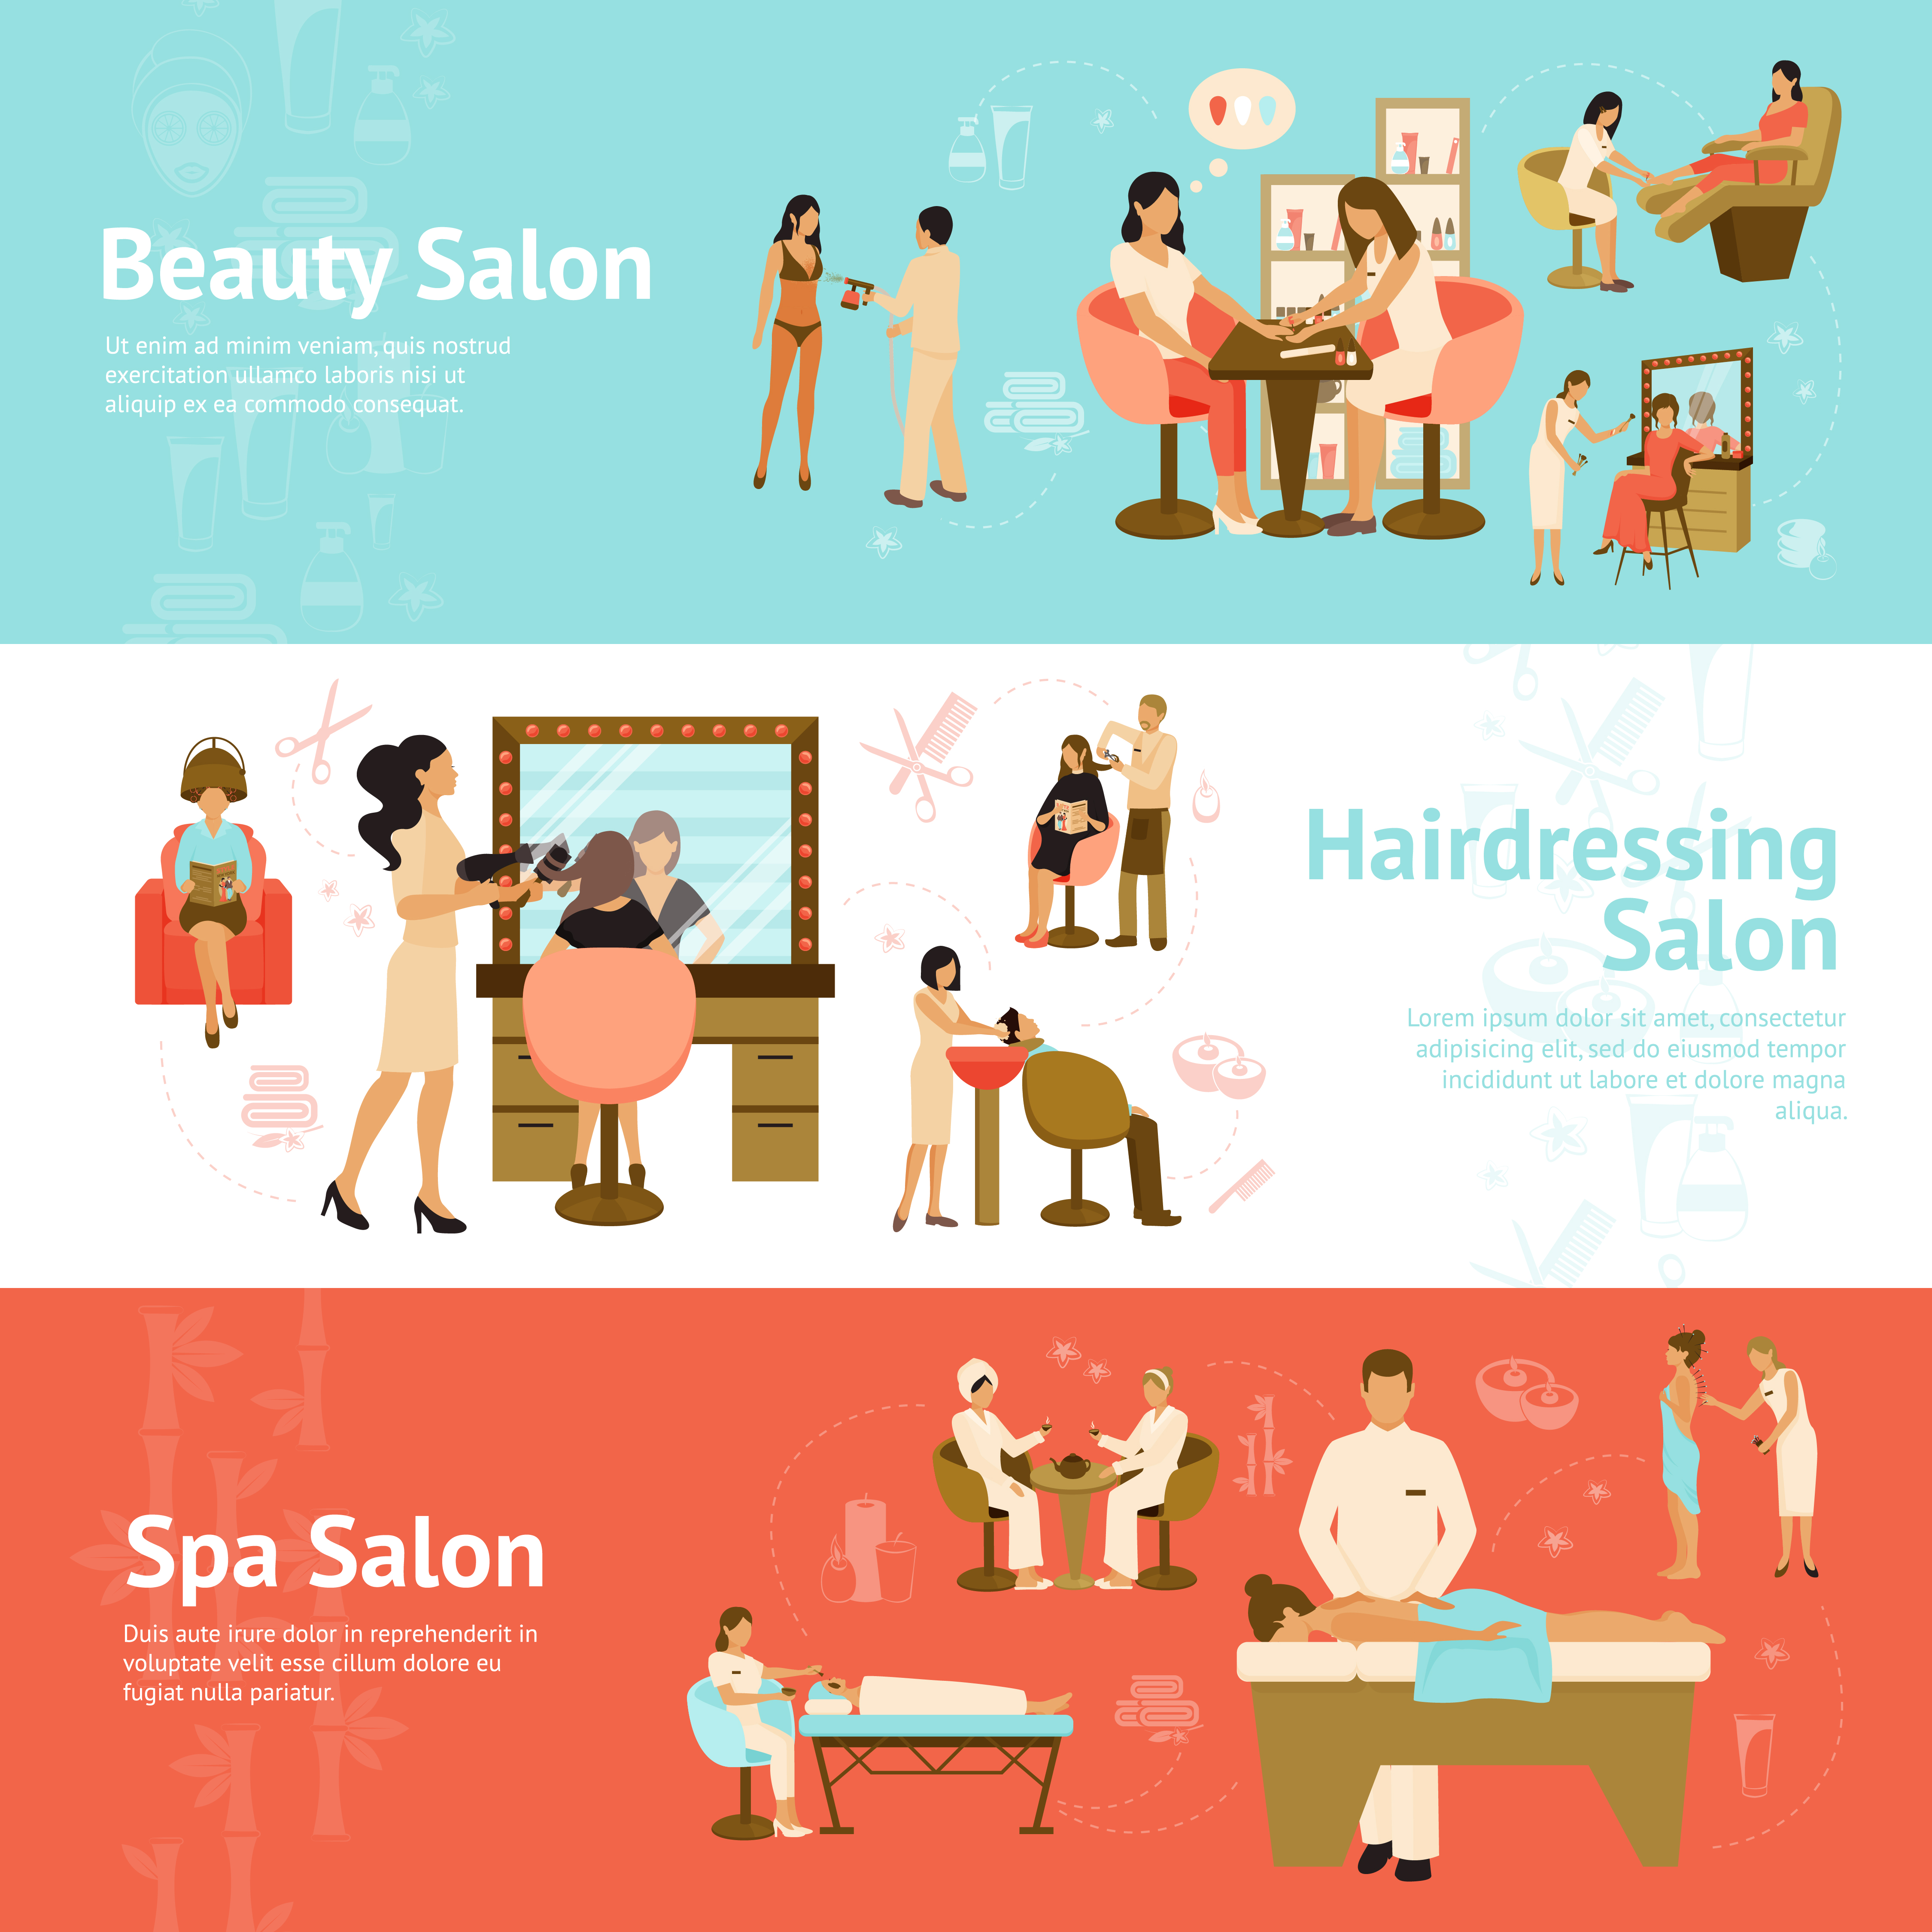 Beauty Salon
Ut enim ad minim veniam, quis nostrud
exercitation ullamco laboris nisi ut
aliquip ex ea commodo consequat.
Hairdressing
Salon
Lorem ipsum dolor sit amet, consectetur
adipisicing elit, sed do eiusmod tempor
incididunt ut labore et dolore magna
aliqua.
Spa Salon
Duis aute irure dolor in reprehenderit in
voluptate velit esse cillum dolore eu
fugiat nulla pariatur.